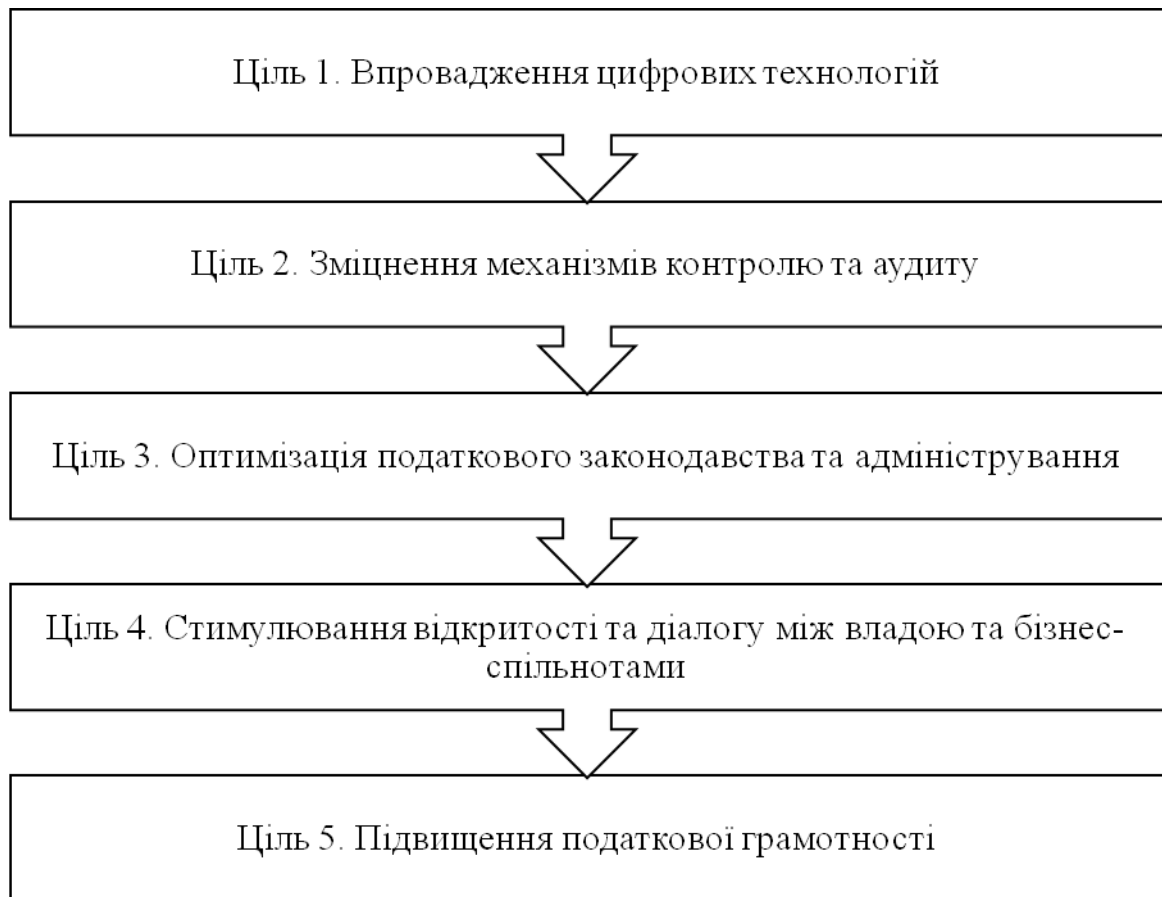 Ціль 1. Впровадження цифрових технологій
Ціль 2. Зміцнення механізмів контролю та аудиту
Ціль 3. Оптимізація податкового законодавства та адміністрування
Ціль 4. Стимулювання відкритості та діалогу між владою та бізнес-
спільнотами
Ціль 5. Підвищення податкової грамотності